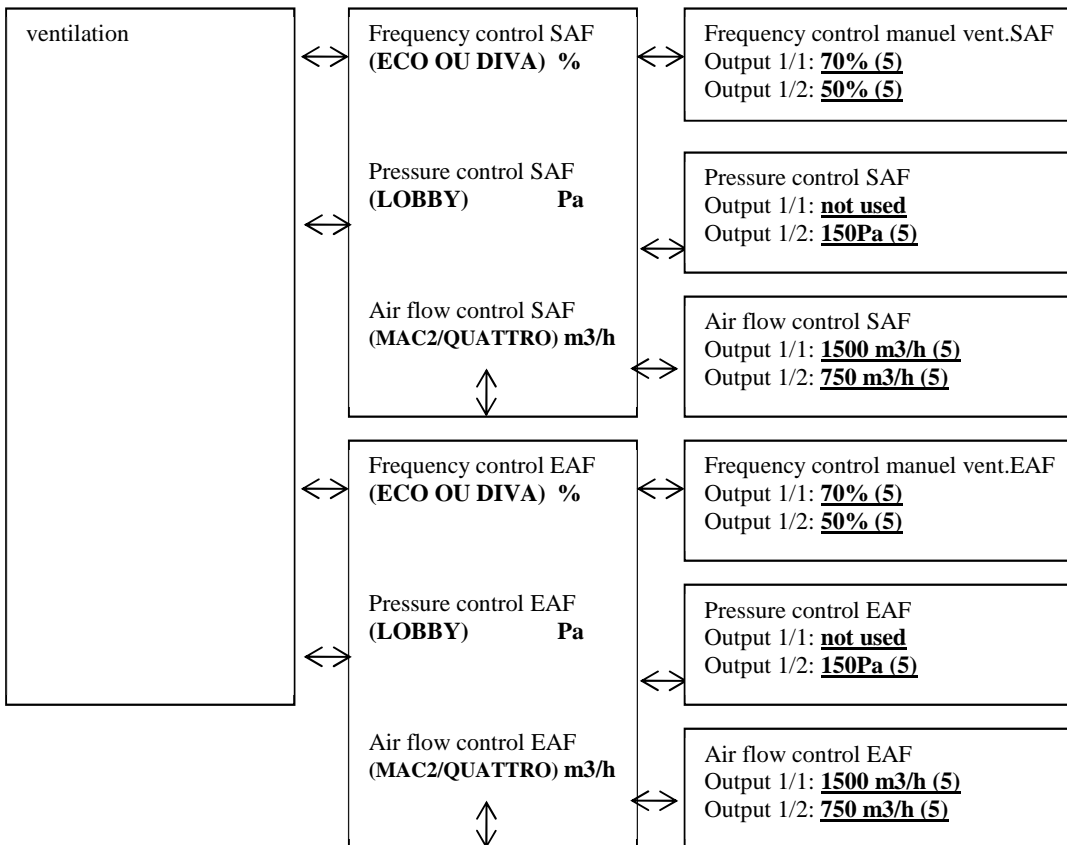 ventilation
Frequency control SAF
(ECO OU DIVA) %
Pressure control SAF
(LOBBY) Pa
Air flow control SAF
(MAC2/QUATTRO) m3/h
Frequency control manuel vent.SAF
Output 1/1: 70% (5)
Output 1/2: 50% (5)
Pressure control SAF
Output 1/1: not used
Output 1/2: 150Pa (5)
Air flow control SAF
Output 1/1: 1500 m3/h (5)
Output 1/2: 750 m3/h (5)
Frequency control EAF
(ECO OU DIVA) %
Pressure control EAF
(LOBBY) Pa
Air flow control EAF
(MAC2/QUATTRO) m3/h
Frequency control manuel vent.EAF
Output 1/1: 70% (5)
Output 1/2: 50% (5)
Pressure control EAF
Output 1/1: not used
Output 1/2: 150Pa (5)
Air flow control EAF
Output 1/1: 1500 m3/h (5)
Output 1/2: 750 m3/h (5)